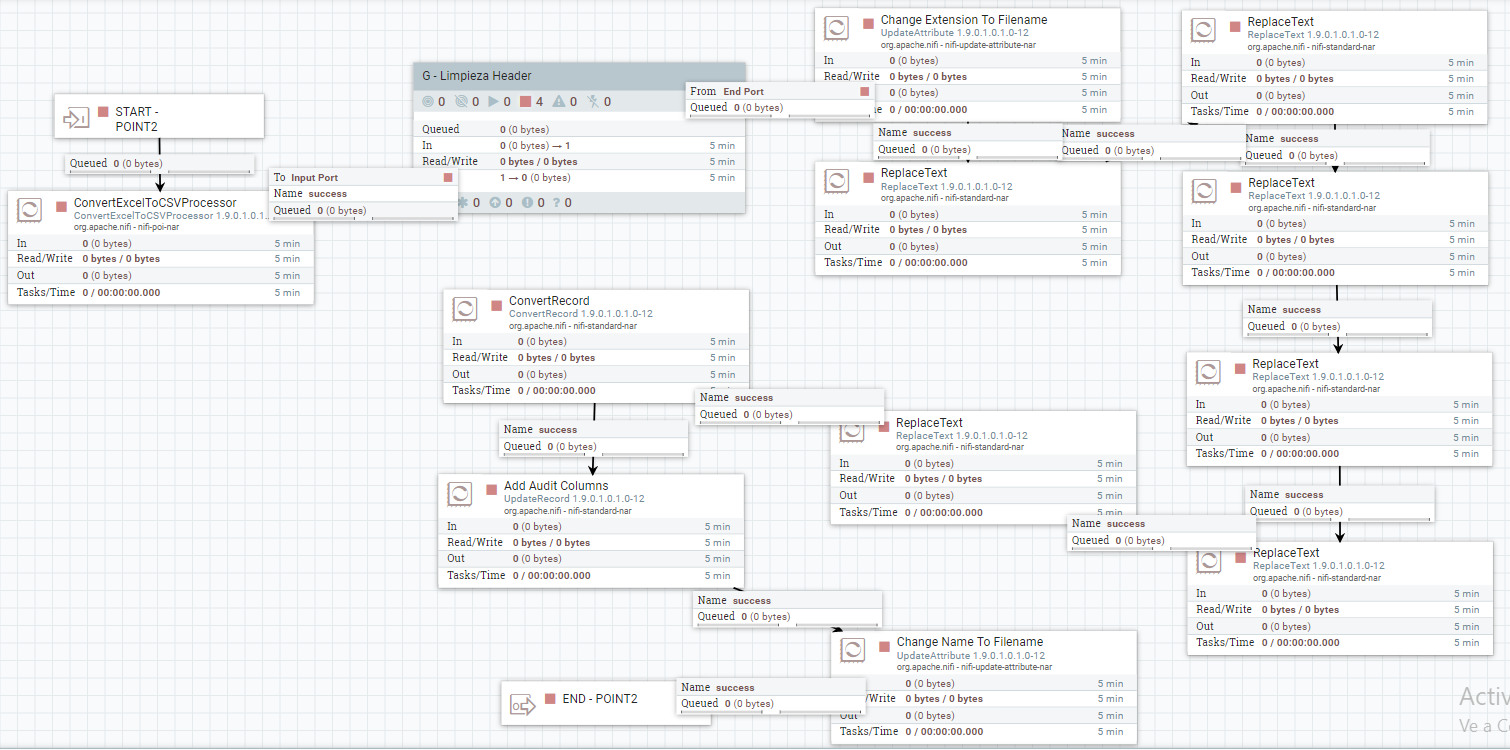 START -
POINT2
Queued 0 (0 bytes)
ConvertExcelToCSVProcessor
ConvertExcelToCSVProcessor 1.9.0.1.0.1...
org.apache.nifi - nifi-poi-nar
In 0 (0 bytes) 5 min
Read/Write 0 bytes / 0 bytes 5 min
Out 0 (0 bytes) 5 min
Tasks/Time 0 / 00:00:00.000 5 min
To Input Port
Name success
Queued 0 (0 bytes)
G - Limpieza Header
0 0 0 4 0 0
Queued 0 (0 bytes)
In 0 (0 bytes) → 1 5 min
Read/Write 0 bytes / 0 bytes 5 min
1 → 0 (0 bytes) 5 min
0 0 0 ? 0
From End Port
Queued 0 (0 bytes)
Change Extension To Filename
UpdateAttribute 1.9.0.1.0.1.0-12
org.apache.nifi - nifi-update-attribute-nar
In 0 (0 bytes) 5 min
Read/Write 0 bytes / 0 bytes 5 min
0 (0 bytes) 5 min
0 / 00:00:00.000 5 min
Name success
Queued 0 (0 bytes)
ReplaceText
ReplaceText 1.9.0.1.0.1.0-12
org.apache.nifi - nifi-standard-nar
In 0 (0 bytes) 5 min
Read/Write 0 bytes / 0 bytes 5 min
Out 0 (0 bytes) 5 min
Tasks/Time 0 / 00:00:00.000 5 min
Name success
Queued 0 (0 bytes)
ReplaceText
ReplaceText 1.9.0.1.0.1.0-12
org.apache.nifi - nifi-standard-nar
In 0 (0 bytes) 5 min
Read/Write 0 bytes / 0 bytes 5 min
Out 0 (0 bytes) 5 min
Tasks/Time 0 / 00:00:00.000 5 min
Name success
Queued 0 (0 bytes)
ReplaceText
ReplaceText 1.9.0.1.0.1.0-12
org.apache.nifi - nifi-standard-nar
In 0 (0 bytes) 5 min
Read/Write 0 bytes / 0 bytes 5 min
Out 0 (0 bytes) 5 min
Tasks/Time 0 / 00:00:00.000 5 min
Name success
Queued 0 (0 bytes)
ReplaceText
ReplaceText 1.9.0.1.0.1.0-12
org.apache.nifi - nifi-standard-nar
In 0 (0 bytes) 5 min
Read/Write 0 bytes / 0 bytes 5 min
Out 0 (0 bytes) 5 min
Tasks/Time 0 / 00:00:00.000 5 min
Name success
Queued 0 (0 bytes)
ReplaceText
ReplaceText 1.9.0.1.0.1.0-12
org.apache.nifi - nifi-standard-nar
In 0 (0 bytes) 5 min
Read/Write 0 bytes / 0 bytes 5 min
Out 0 (0 bytes) 5 min
Tasks/Time 0 / 00:00:00.000 5 min
Name success
Queued 0 (0 bytes)
ReplaceText
ReplaceText 1.9.0.1.0.1.0-12
org.apache.nifi - nifi-standard-nar
In 0 (0 bytes) 5 min
Read/Write 0 bytes / 0 bytes 5 min
Out 0 (0 bytes) 5 min
Tasks/Time 0 / 00:00:00.000 5 min
Name success
Queued 0 (0 bytes)
ConvertRecord
ConvertRecord 1.9.0.1.0.1.0-12
org.apache.nifi - nifi-standard-nar
In 0 (0 bytes) 5 min
Read/Write 0 bytes / 0 bytes 5 min
Out 0 (0 bytes) 5 min
Tasks/Time 0 / 00:00:00.000 5 min
Name success
Queued 0 (0 bytes)
Add Audit Columns
UpdateRecord 1.9.0.1.0.1.0-12
org.apache.nifi - nifi-standard-nar
In 0 (0 bytes) 5 min
Read/Write 0 bytes / 0 bytes 5 min
Out 0 (0 bytes) 5 min
Tasks/Time 0 / 00:00:00.000 5 min
Name success
Queued 0 (0 bytes)
Change Name To Filename
UpdateAttribute 1.9.0.1.0.1.0-12
org.apache.nifi - nifi-update-attribute-nar
0 (0 bytes) 5 min
/Write 0 bytes / 0 bytes 5 min
Out 0 (0 bytes) 5 min
Tasks/Time 0 / 00:00:00.000 5 min
Name success
Queued 0 (0 bytes)
END - POINT2
Activ
Ve a C